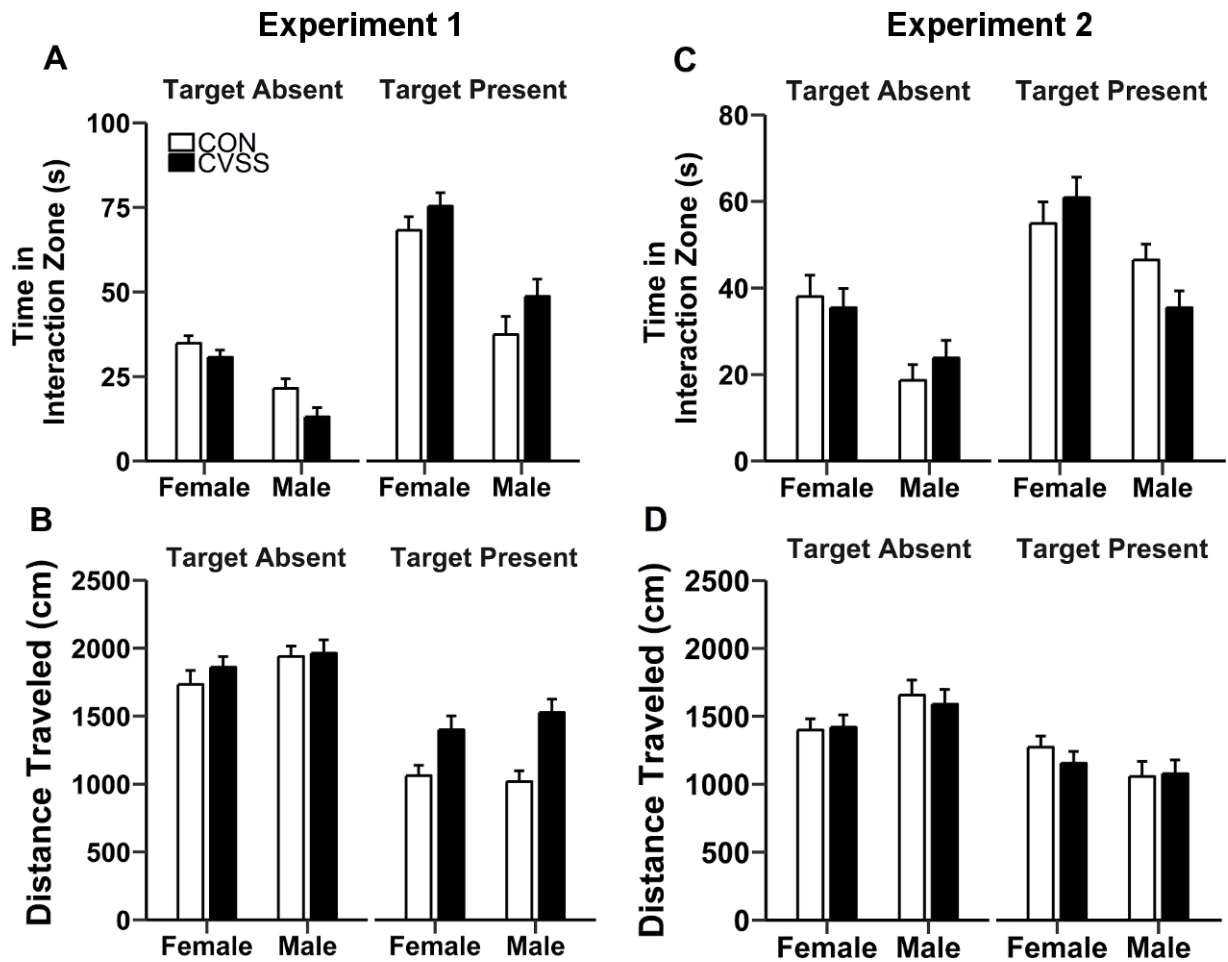 Experiment 1
A
Target Absent Target Present
CON
CVSS
Time in
Interaction Zone (s)
100
75
50
25
0
Female Male Female Male
B
Target Absent Target Present
Distance Traveled (cm)
2500
2000
1500
1000
500
0
Female Male Female Male
Experiment 2
C
Target Absent Target Present
Time in
Interaction Zone (s)
80
60
40
20
0
Female Male Female Male
D
Target Absent Target Present
Distance Traveled (cm)
2500
2000
1500
1000
500
0
Female Male Female Male